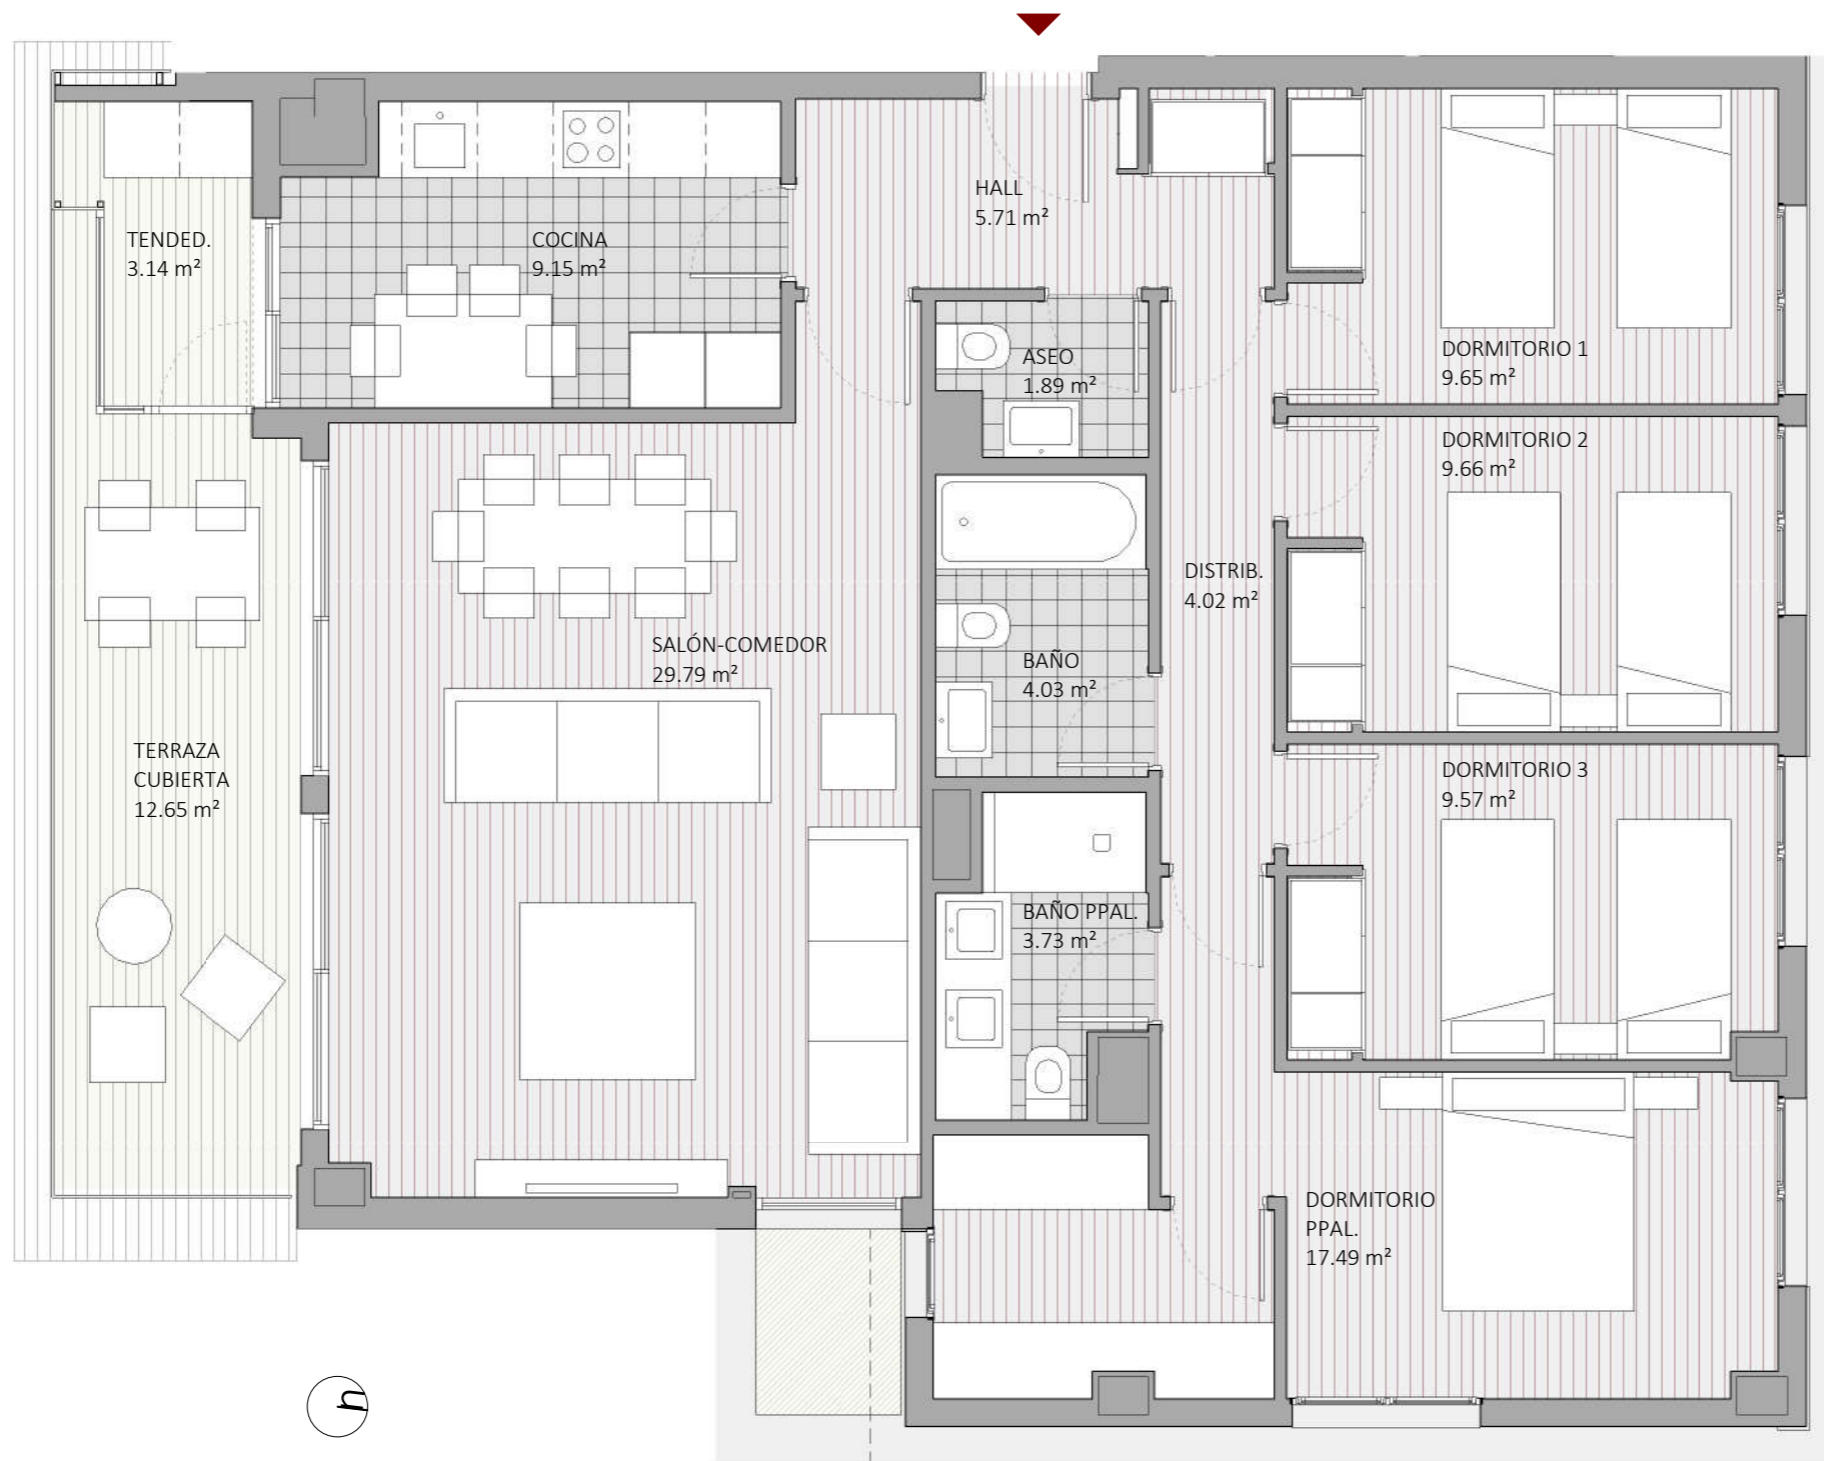 HALL
5.71 m²
TENDED.
3.14 m²
COCINA
9.15 m²
ASEO
1.89 m²
DORMITORIO 1
9.65 m²
DORMITORIO 2
9.66 m²
DISTRIB.
4.02 m²
SALÓN-COMEDOR
29.79 m²
BAÑO
4.03 m²
TERRAZA
CUBIERTA
12.65 m²
DORMITORIO 3
9.57 m²
BAÑO PPAL.
3.73 m²
DORMITORIO
PPAL.
17.49 m²
n